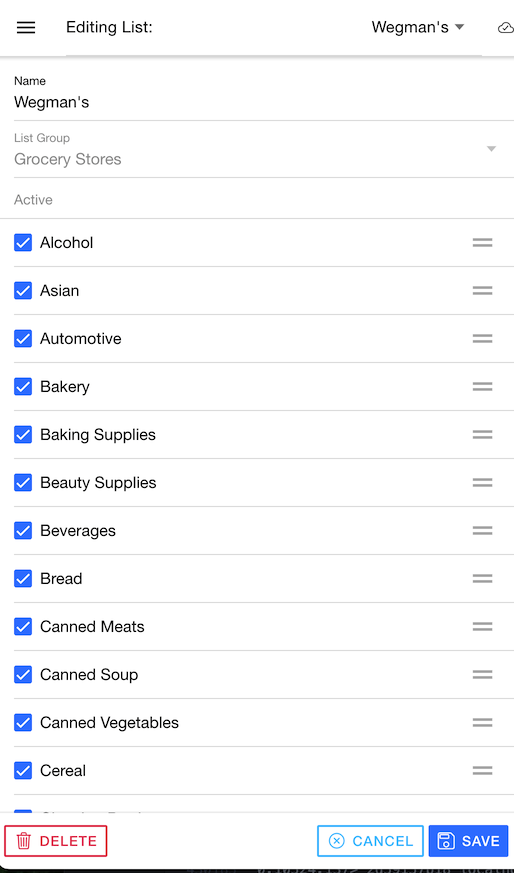 Editing List:
Wegman's
Name
Wegman's
List Group
Grocery Stores
Active
Alcohol
Asian
Automotive
Bakery
Baking Supplies
Beauty Supplies
Beverages
Bread
Canned Meats
Canned Soup
Canned Vegetables
Cereal
DELETE
CANCEL
SAVE